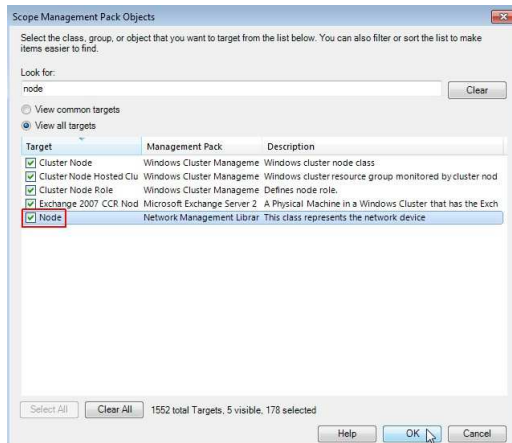 Scope Management Pack Objects
Select the class, group, or object that you want to target from the list below. You can also filter or sort the list to make
items easier to find.
Look for:
node
Clear
View common targets
View all targets
Target Management Pack Description
Cluster Node Windows Cluster Manageme Windows cluster node class
Cluster Node Hosted Clu Windows Cluster Manageme Windows cluster resource group monitored by cluster nod
Cluster Node Role Windows Cluster Manageme Defines node role.
Exchange 2007 CCR Nod Microsoft Exchange Server 2 A Physical Machine in a Windows Cluster that has the Exch
Node Network Management Librar This class represents the network device
Select All Clear All 1552 total Targets, 5 visible, 178 selected
Help OK Cancel